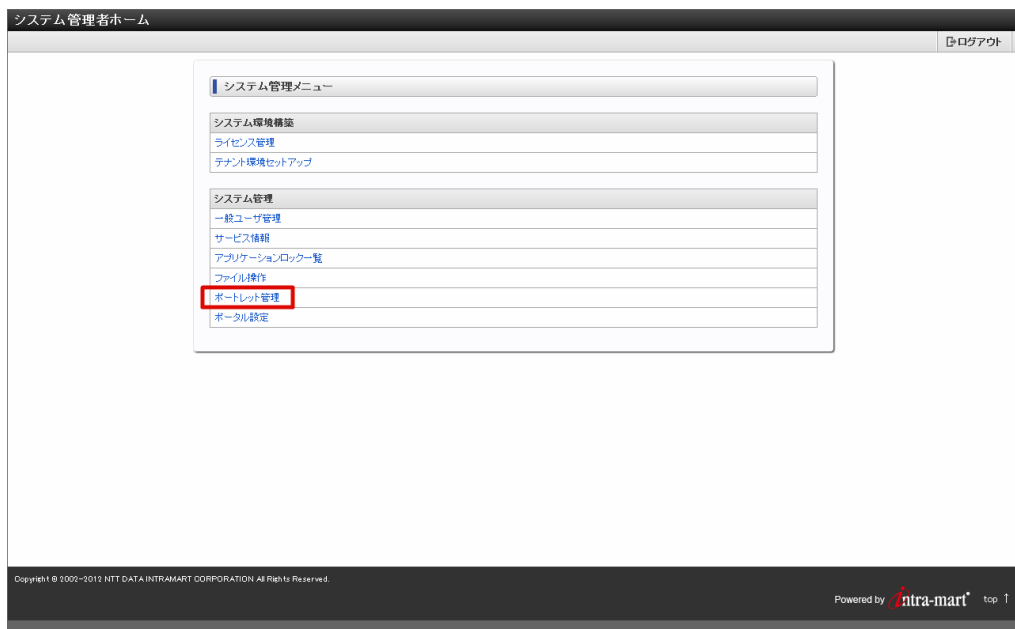 システム管理者ホーム
ログアウト
システム管理メニュー
システム環境構築
ライセンス管理
テナント環境セットアップ
システム管理
一般ユーザ管理
サービス情報
アプリケーションロック一覧
ファイル操作
ポートレット管理
ポータル設定
Copyright © 2002-2012 NTT DATA INTRAMART CORPORATION All Rights Reserved.
Powered by intra-mart® top ↑